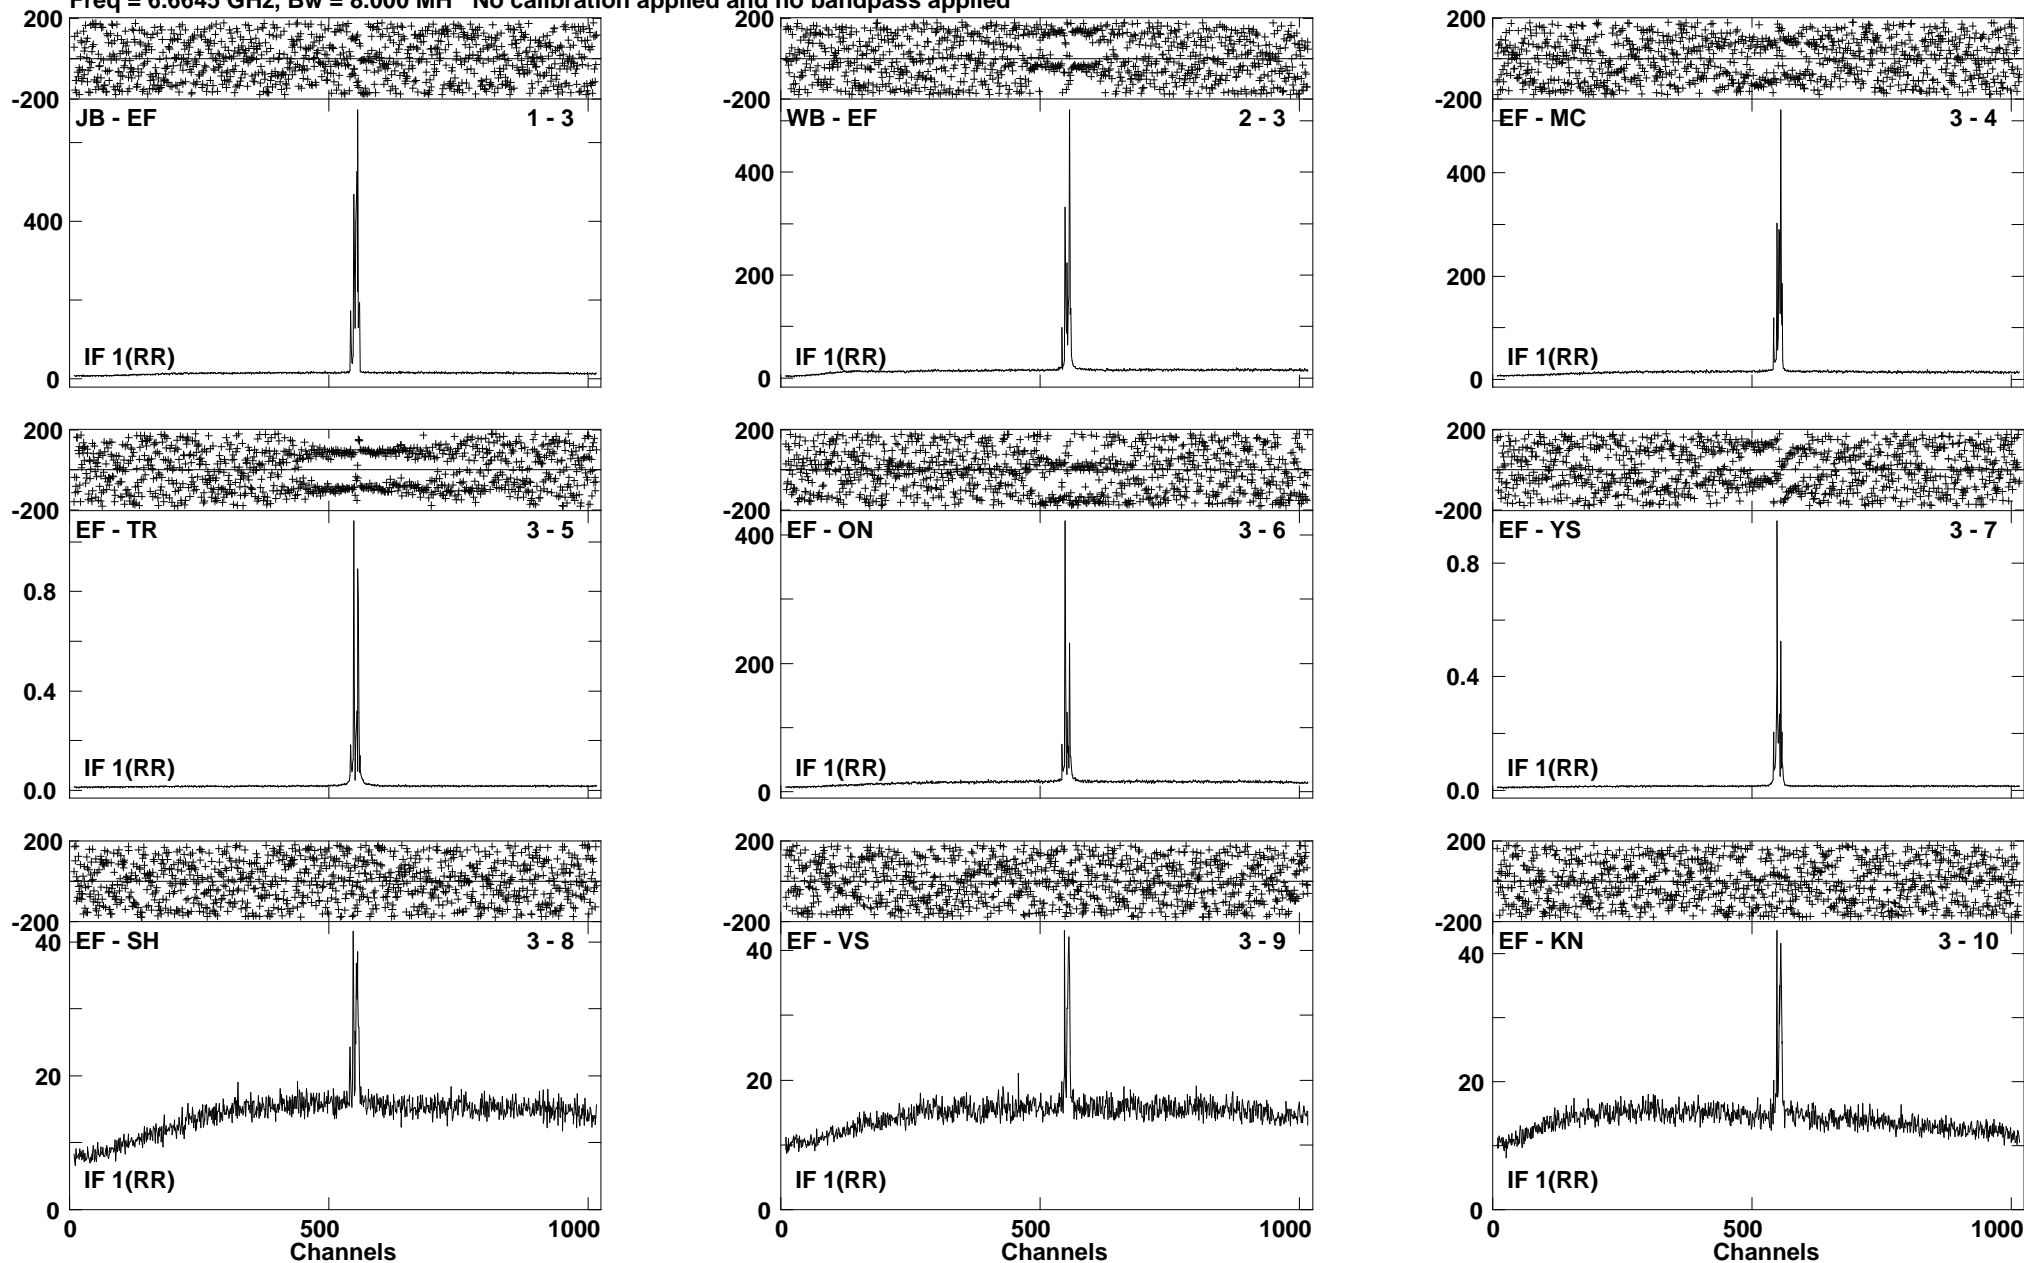 Freq = 6.6645 GHz, Bw = 8.000 MH No calibration applied and no bandpass applied
200
-200
JB - EF 1 - 3
400
0
IF 1(RR)
200
-200
WB - EF 2 - 3
400
200
0
IF 1(RR)
200
-200
EF - MC 3 - 4
400
200
0
IF 1(RR)
200
-200
EF - TR 3 - 5
0.8
0.4
0.0
IF 1(RR)
200
-200
EF - ON 3 - 6
400
200
0
IF 1(RR)
200
-200
EF - YS 3 - 7
0.8
0.4
0.0
IF 1(RR)
200
-200
EF - SH 3 - 8
40
20
0
IF 1(RR)
0 500 1000
Channels
200
-200
EF - VS 3 - 9
40
20
0
IF 1(RR)
0 500 1000
Channels
200
-200
EF - KN 3 - 10
40
20
0
IF 1(RR)
0 500 1000
Channels